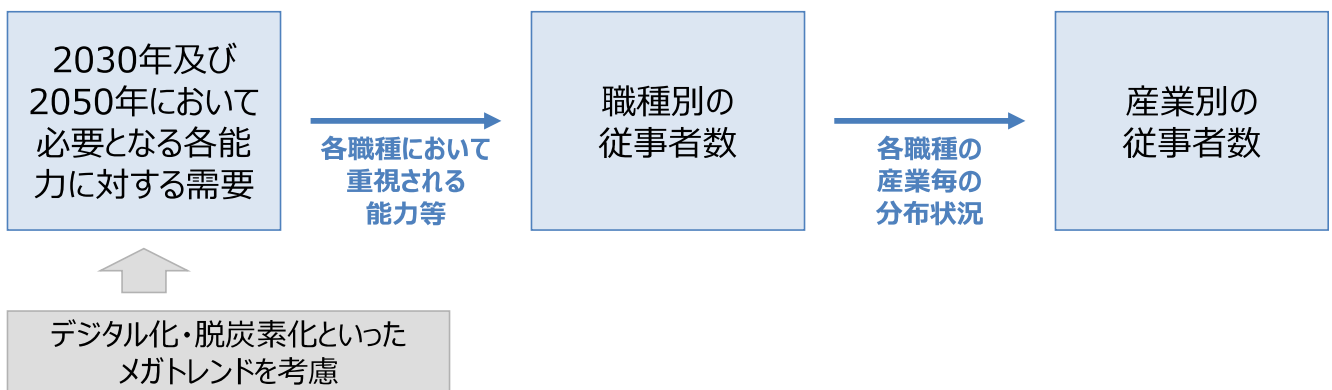 2030年及び
2050年において
必要となる各能
力に対する需要
各職種において
重視される
能力等
職種別の
従事者数
各職種の
産業毎の
分布状況
産業別の
従事者数
デジタル化・脱炭素化といった
メガトレンドを考慮